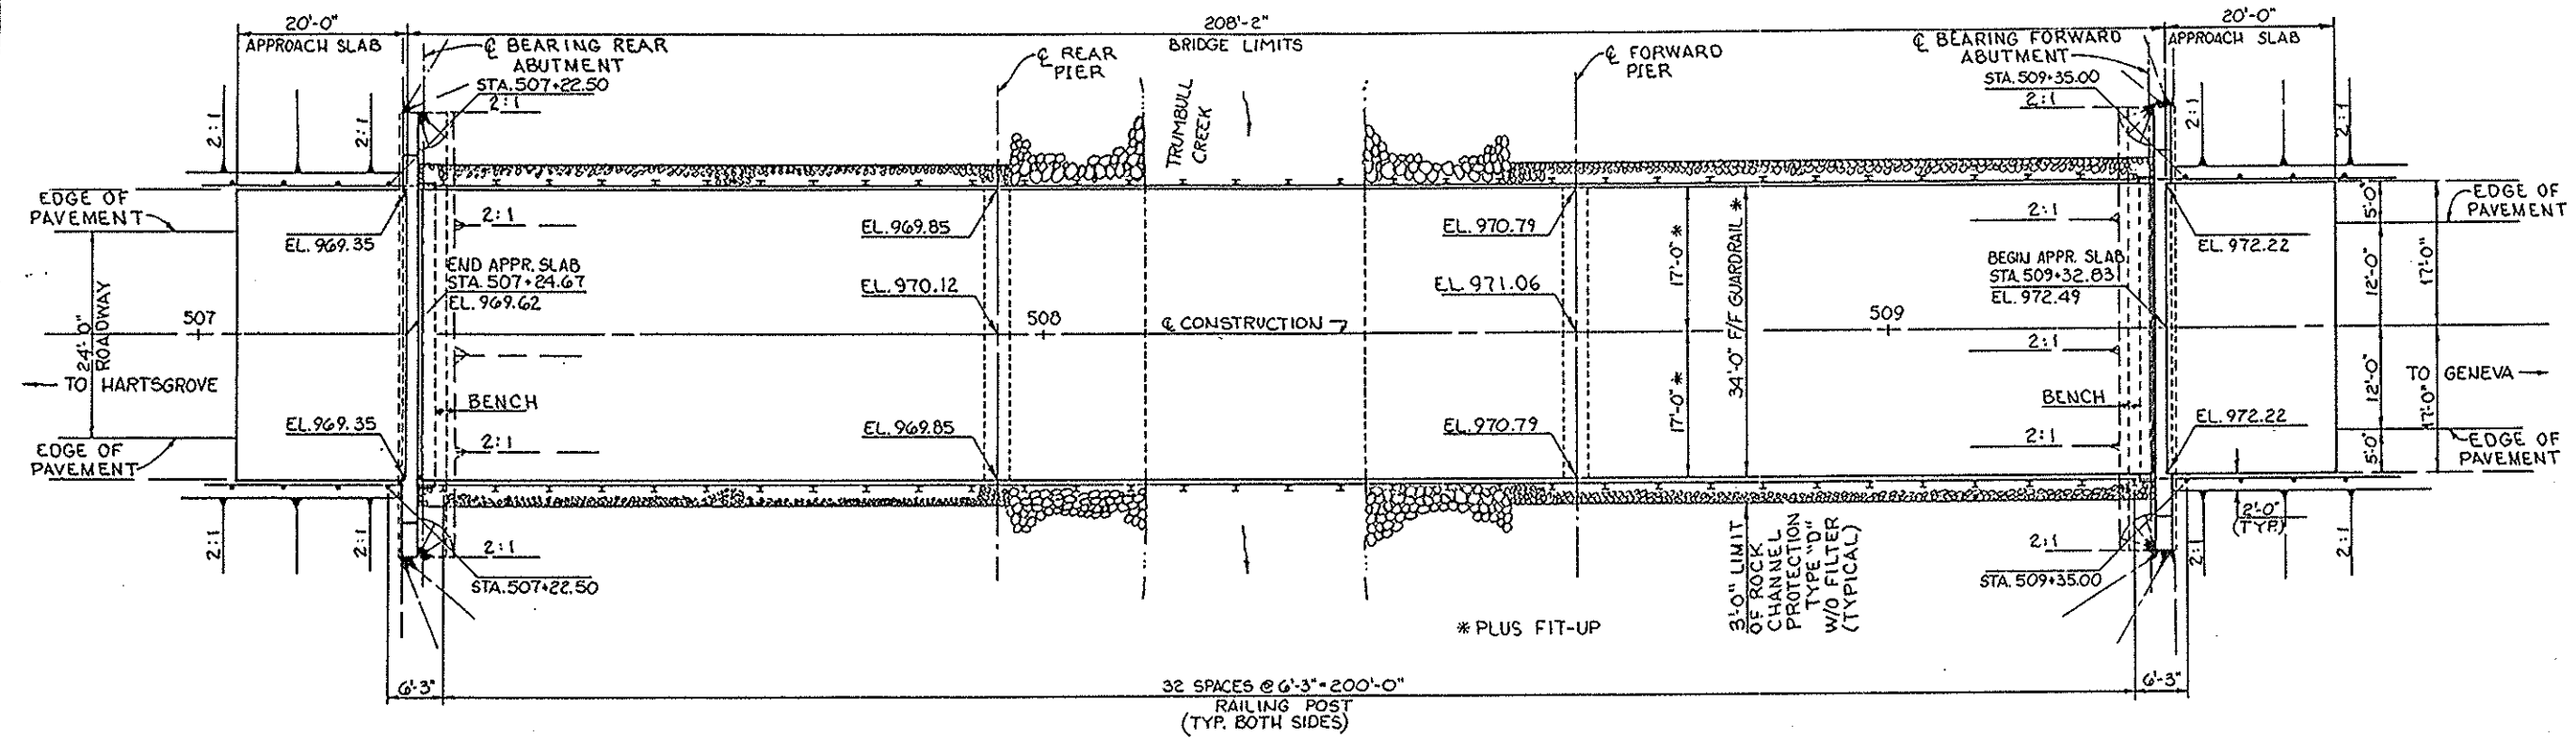 20'-0"
APPROACH SLAB
℄ BEARING REAR
ABUTMENT
STA. 507+22.50
2:1
208'-2"
BRIDGE LIMITS
℄ REAR
PIER
TRUMBULL
CREEK
℄ FORWARD
PIER
℄ BEARING FORWARD
ABUTMENT
STA. 509+35.00
2:1
20'-0"
APPROACH SLAB
2:1
2:1
2:1
2:1
EDGE OF
PAVEMENT
EL. 969.35
2:1
EL. 969.85
EL. 970.79
17'-0" *
34'-0" F/F GUARDRAIL *
2:1
EL. 972.22
5'-0"
EDGE OF
PAVEMENT
END APPR. SLAB
STA. 507+24.67
EL. 969.62
EL. 970.12
EL. 971.06
BEGIN APPR. SLAB
STA. 509+32.83
EL. 972.49
12'-0"
17'-0"
24'-0"
ROADWAY
507
508
℄ CONSTRUCTION
509
2:1
TO HARTSGROVE
BENCH
17'-0" *
BENCH
12'-0"
17'-0"
TO GENEVA
EL. 969.35
2:1
EL. 969.85
EL. 970.79
2:1
EL. 972.22
EDGE OF
PAVEMENT
5'-0"
EDGE OF
PAVEMENT
2:1
2:1
2:1
STA. 507+22.50
3'-0" LIMIT
OF ROCK
CHANNEL
PROTECTION
TYPE "D"
W/O FILTER
(TYPICAL)
2:1
STA. 509+35.00
2:1
2'-0"
(TYP.)
2:1
* PLUS FIT-UP
6'-3"
32 SPACES @ 6'-3" = 200'-0"
RAILING POST
(TYP. BOTH SIDES)
6'-3"